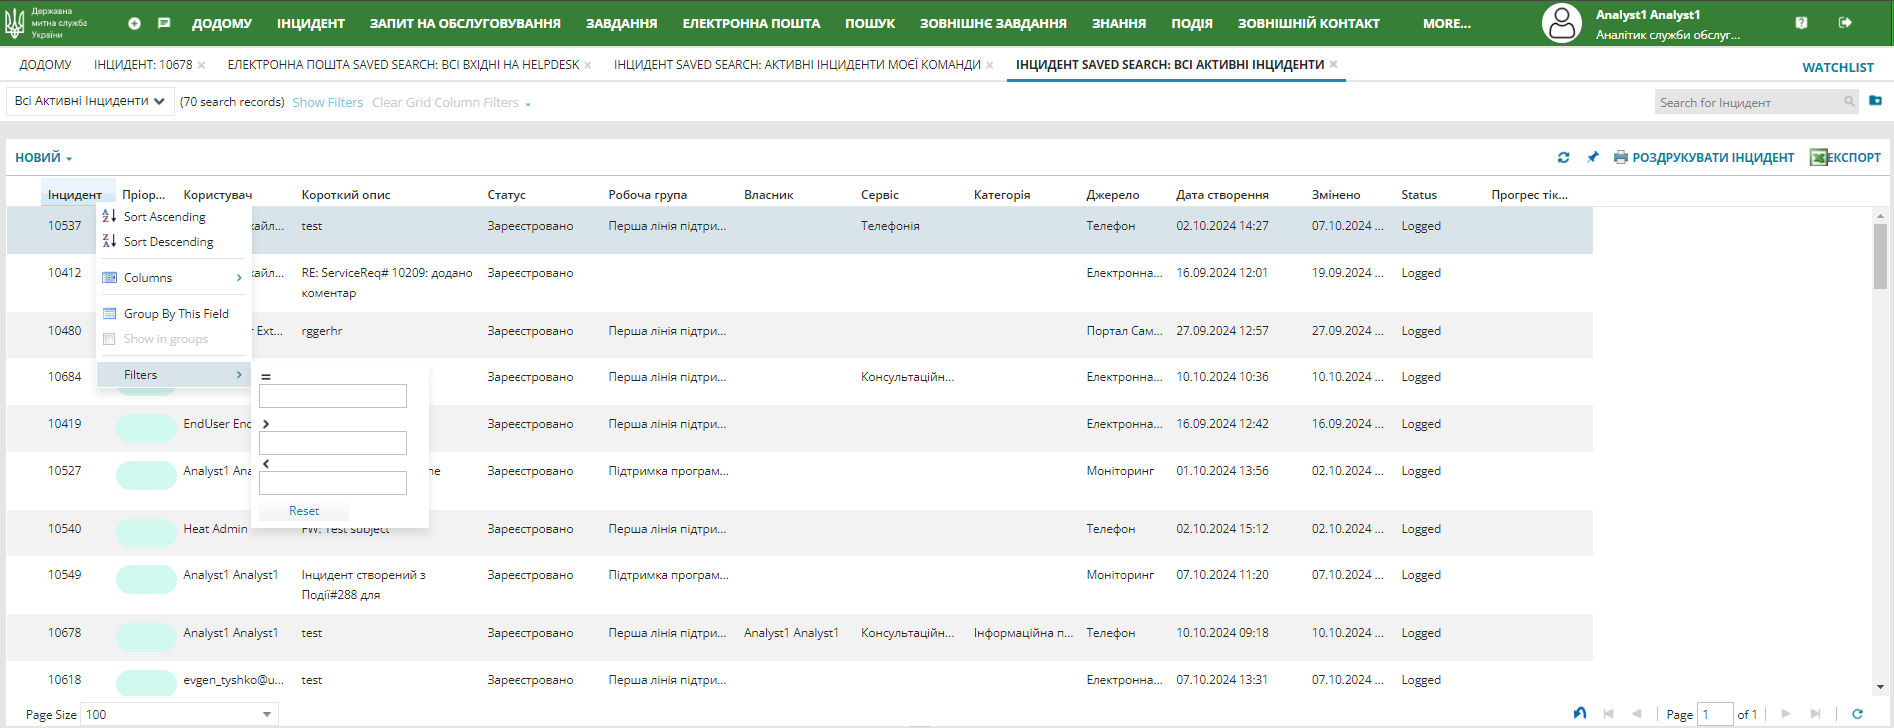 Державна
митна служба
України
ДОДОМУ ІНЦИДЕНТ ЗАПИТ НА ОБСЛУГОВУВАННЯ ЗАВДАННЯ ЕЛЕКТРОННА ПОШТА ПОШУК ЗОВНІШНЄ ЗАВДАННЯ ЗНАННЯ ПОДІЯ ЗОВНІШНІЙ КОНТАКТ MORE...
Analyst1 Analyst1
Аналітик служби обслуг...
ДОДОМУ ІНЦИДЕНТ: 10678 ЕЛЕКТРОННА ПОШТА SAVED SEARCH: ВСІ ВХІДНІ НА HELPDESK ІНЦИДЕНТ SAVED SEARCH: АКТИВНІ ІНЦИДЕНТИ МОЄЇ КОМАНДИ ІНЦИДЕНТ SAVED SEARCH: ВСІ АКТИВНІ ІНЦИДЕНТИ WATCHLIST
Всі Активні Інциденти (70 search records) Show Filters Clear Grid Column Filters Search for Інцидент
НОВИЙ РОЗДРУКУВАТИ ІНЦИДЕНТ ЕКСПОРТ
Інцидент Пріор... Користувач Короткий опис Статус Робоча група Власник Сервіс Категорія Джерело Дата створення Змінено Status Прогрес тік...
10537 хайл... test Зареєстровано Перша лінія підтри... Телефонія Телефон 02.10.2024 14:27 07.10.2024 ... Logged
10412 хайл... RE: ServiceReq# 10209: додано коментар Зареєстровано Електронна... 16.09.2024 12:01 19.09.2024 ... Logged
10480 r Ext... rggerhr Зареєстровано Перша лінія підтри... Портал Сам... 27.09.2024 12:57 27.09.2024 ... Logged
10684 Зареєстровано Перша лінія підтри... Консультаційн... Електронна... 10.10.2024 10:36 10.10.2024 ... Logged
10419 EndUser Enc Зареєстровано Перша лінія підтри... Електронна... 16.09.2024 12:42 16.09.2024 ... Logged
10527 Analyst1 Ana ne Зареєстровано Підтримка програм... Моніторинг 01.10.2024 13:56 02.10.2024 ... Logged
10540 Heat Admin FW: Test subject Зареєстровано Перша лінія підтри... Телефон 02.10.2024 15:12 02.10.2024 ... Logged
10549 Analyst1 Analyst1 Інцидент створений з Події#288 для Зареєстровано Підтримка програм... Моніторинг 07.10.2024 11:20 07.10.2024 ... Logged
10678 Analyst1 Analyst1 test Зареєстровано Перша лінія підтри... Analyst1 Analyst1 Консультаційн... Інформаційна п... Телефон 10.10.2024 09:18 10.10.2024 ... Logged
10618 evgen_tyshko@u... test Зареєстровано Перша лінія підтри... Електронна... 07.10.2024 13:31 07.10.2024 ... Logged
Sort Ascending
Sort Descending
Columns
Group By This Field
Show in groups
Filters
=
>
<
Reset
Page Size 100 Page 1 of 1